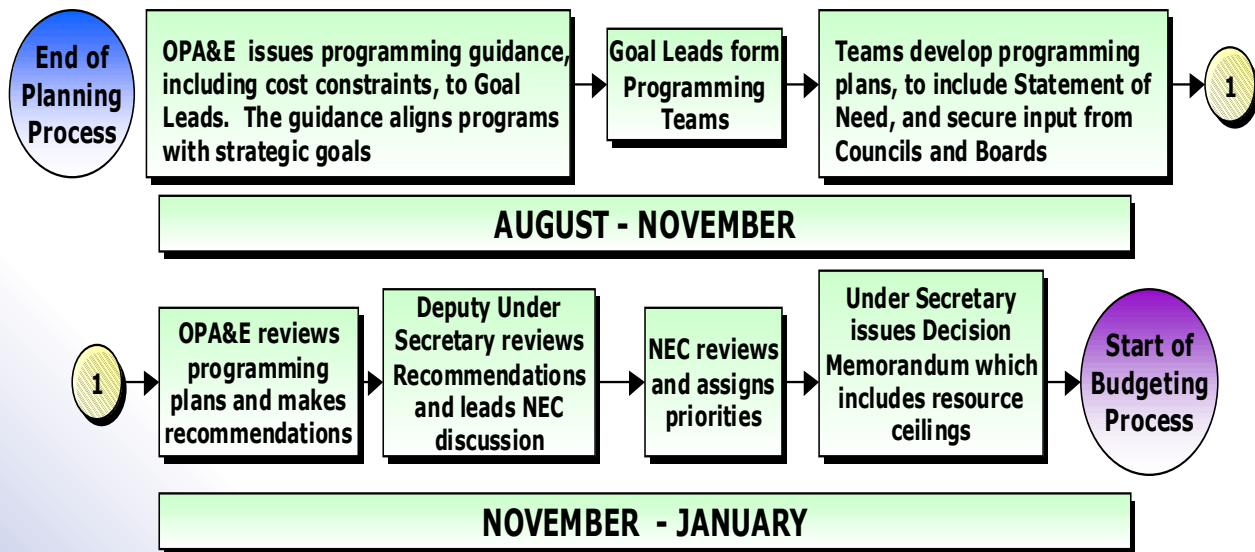 End of
Planning
Process
OPA&E issues programming guidance,
including cost constraints, to Goal
Leads. The guidance aligns programs
with strategic goals
Goal Leads form
Programming
Teams
Teams develop programming
plans, to include Statement of
Need, and secure input from
Councils and Boards
1
AUGUST - NOVEMBER
1
OPA&E reviews
programming
plans and makes
recommendations
Deputy Under
Secretary reviews
Recommendations
and leads NEC
discussion
NEC reviews
and assigns
priorities
Under Secretary
issues Decision
Memorandum which
includes resource
ceilings
Start of
Budgeting
Process
NOVEMBER - JANUARY